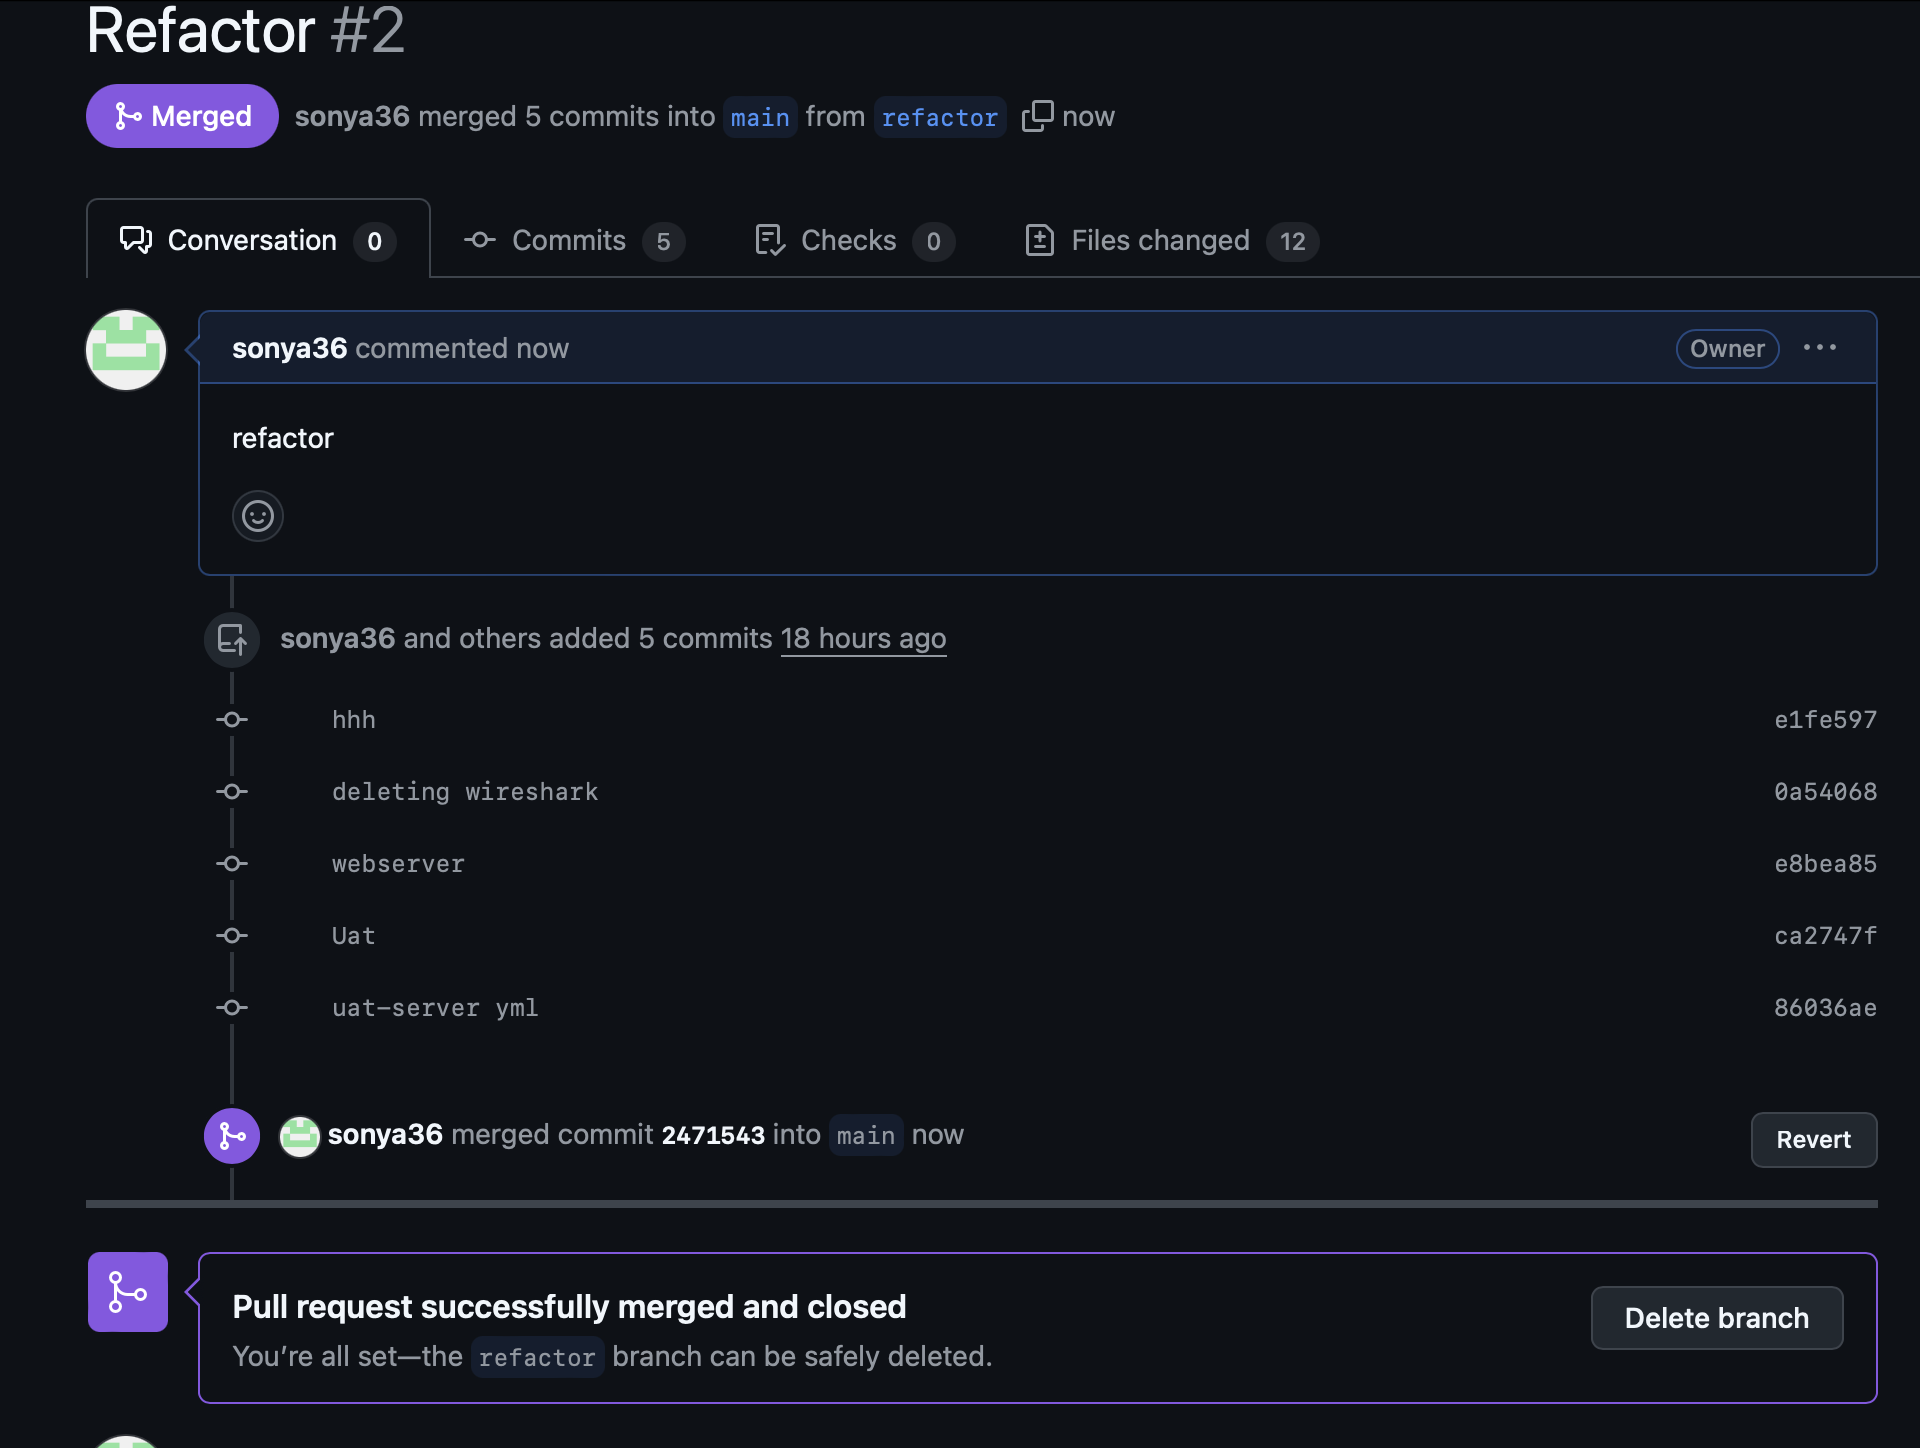 Refactor #2
Merged sonya36 merged 5 commits into main from refactor now
Conversation 0 Commits 5 Checks 0 Files changed 12
sonya36 commented now Owner ...
refactor
sonya36 and others added 5 commits 18 hours ago
hhh e1fe597
deleting wireshark 0a54068
webserver e8bea85
Uat ca2747f
uat-server yml 86036ae
sonya36 merged commit 2471543 into main now Revert
Pull request successfully merged and closed
Delete branch
You’re all set—the refactor branch can be safely deleted.